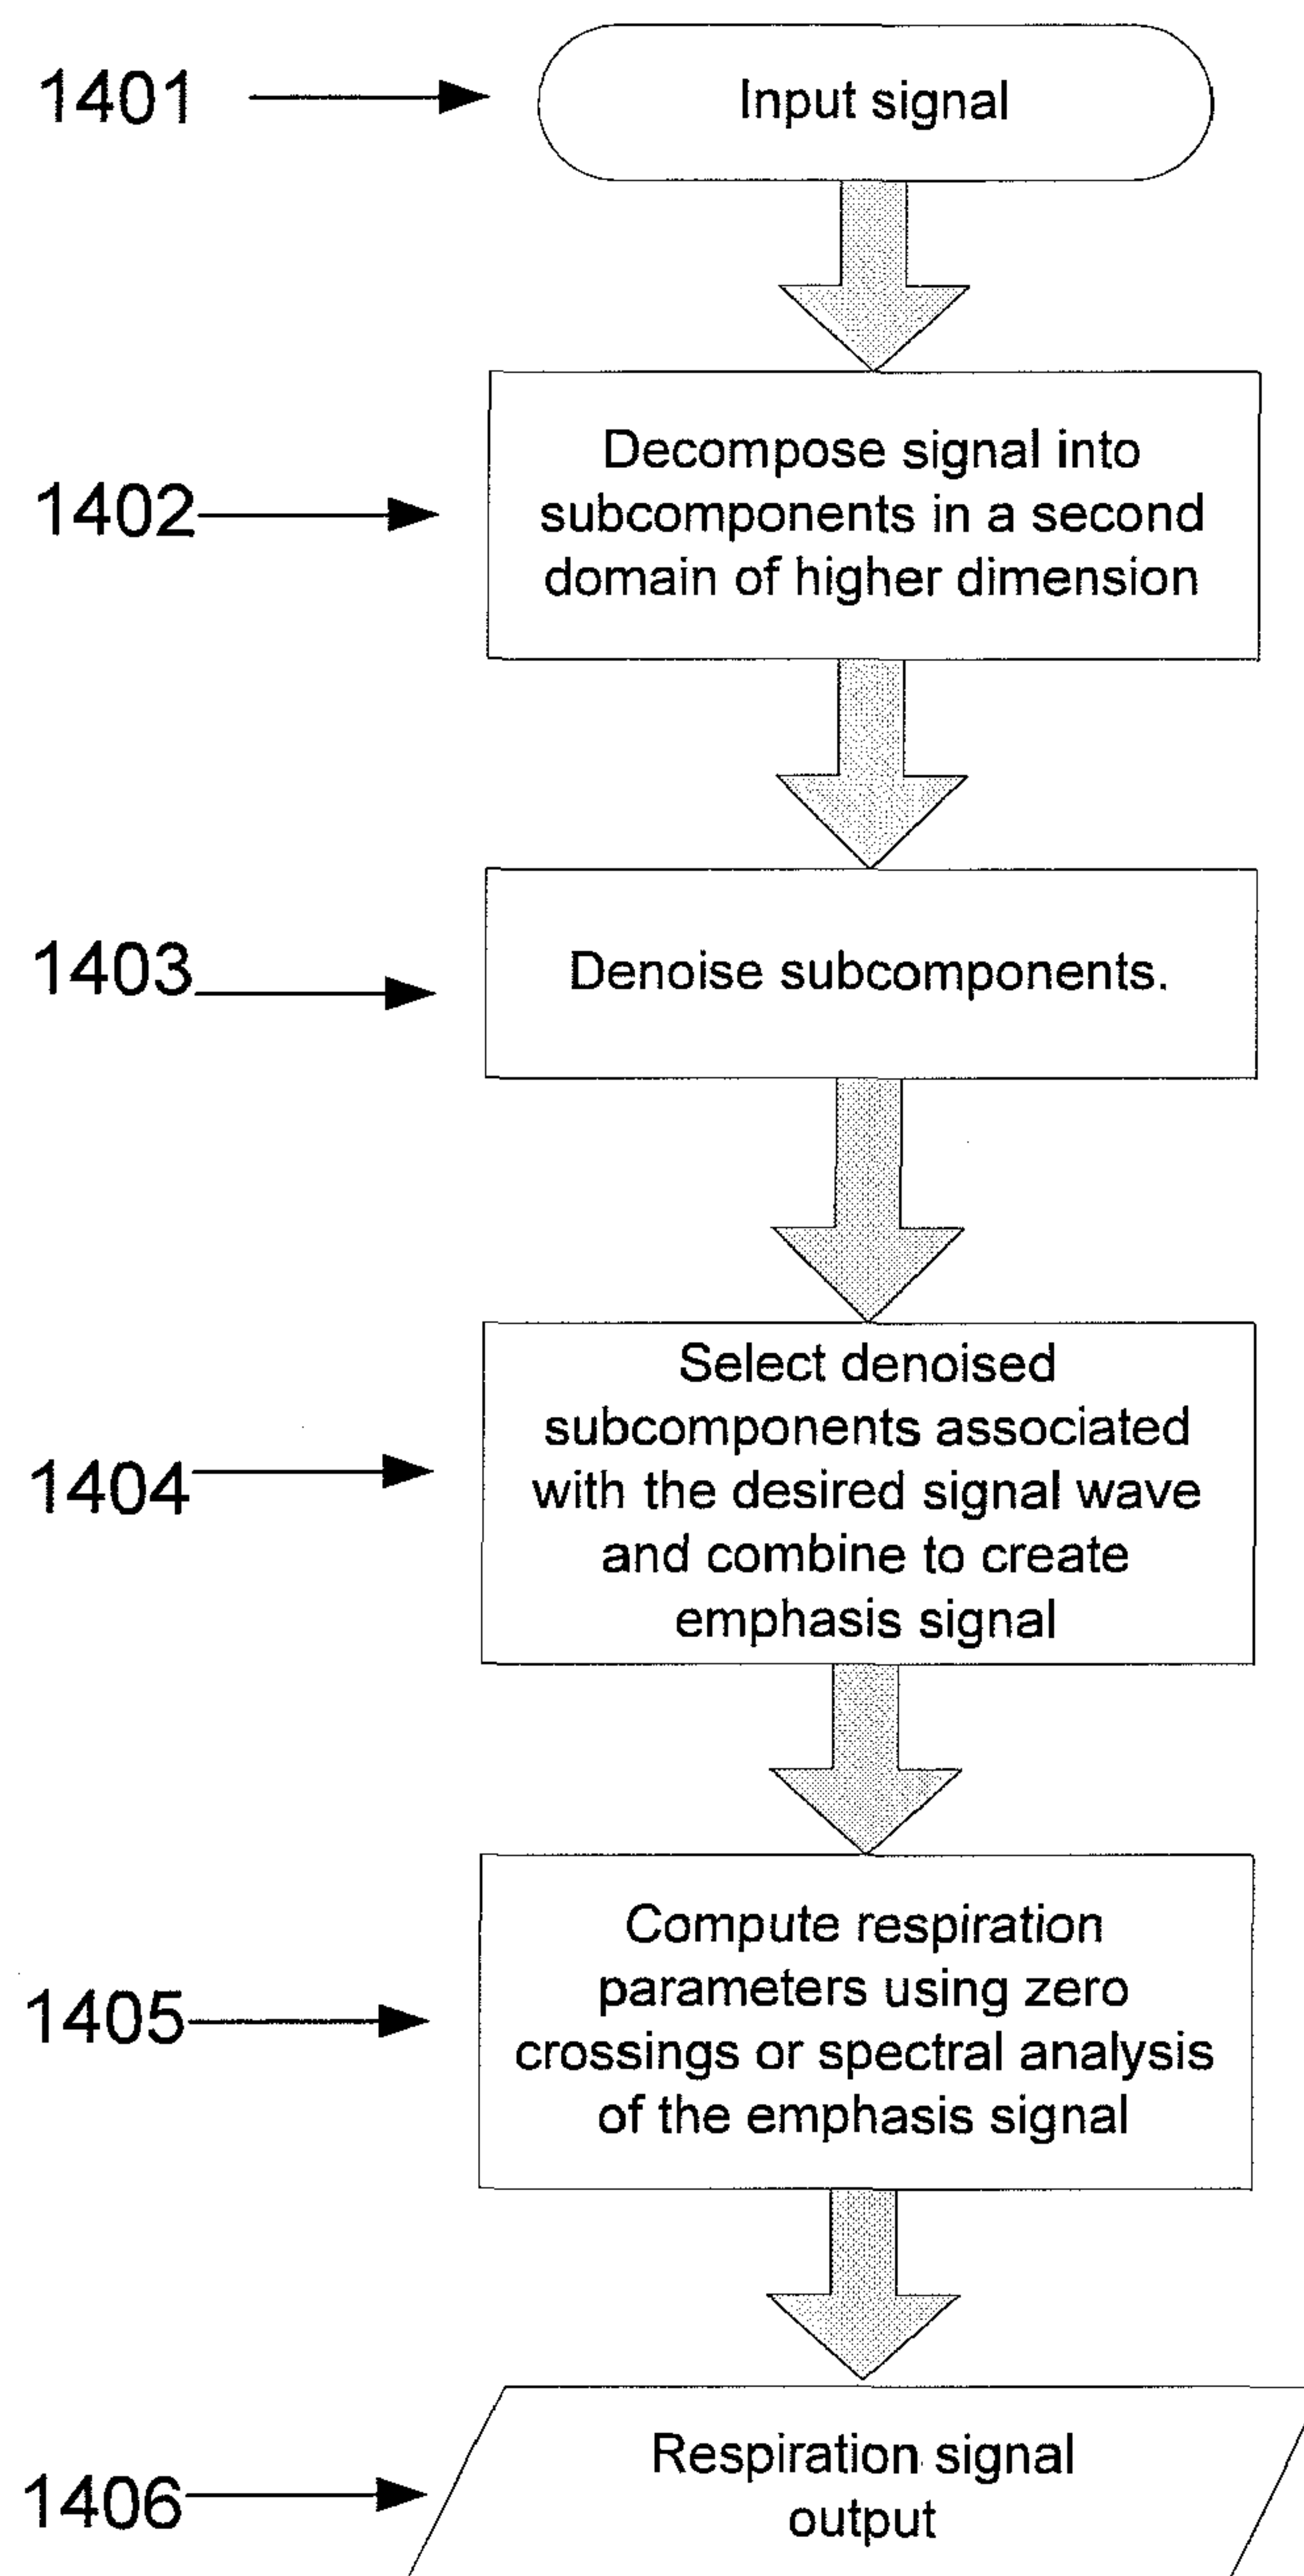 1401
Input signal
1402
Decompose signal into
subcomponents in a second
domain of higher dimension
1403
Denoise subcomponents.
1404
Select denoised
subcomponents associated
with the desired signal wave
and combine to create
emphasis signal
1405
Compute respiration
parameters using zero
crossings or spectral analysis
of the emphasis signal
1406
Respiration signal
output